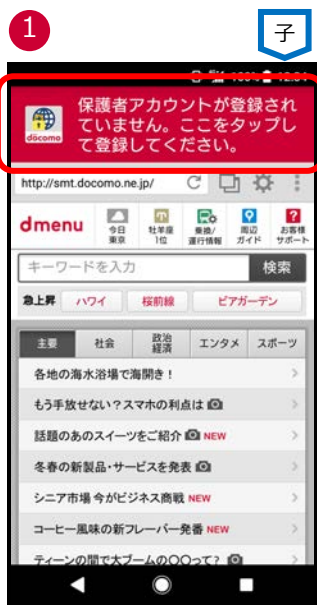 1
子
docomo
保護者アカウントが登録され
ていません。ここをタップし
て登録してください。
http://smt.docomo.ne.jp/
dmenu
今日
東京
牡羊座
1位
乗換/
運行情報
周辺
ガイド
お客様
サポート
キーワードを入力
検索
急上昇 ハワイ 桜前線 ビアガーデン
主要 社会 政治
経済 エンタメ スポーツ
各地の海水浴場で海開き！
もう手放せない？スマホの利点は
話題のあのスイーツをご紹介 NEW
冬春の新製品・サービスを発表
シニア市場 今がビジネス商戦 NEW
コーヒー風味の新フレーバー発番 NEW
ティーンの間で大ブームの〇〇って？